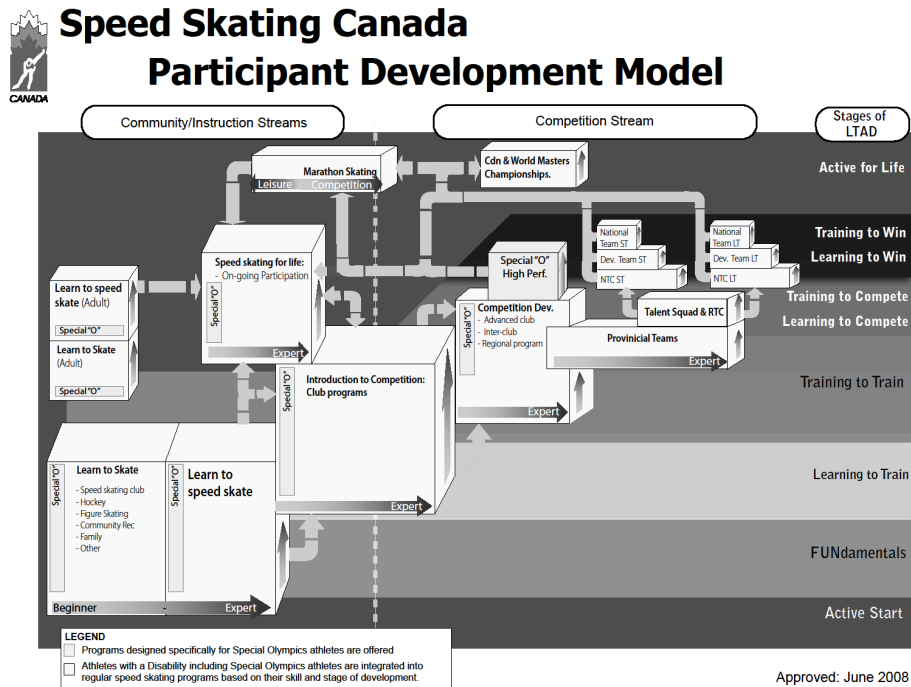 Speed Skating Canada
Participant Development Model
CANADA
Community/Instruction Streams
Competition Stream
Stages of
LTAD
Marathon Skating
Leisure Competition
Cdn & World Masters
Championships.
Active for Life
Training to Win
Learning to Win
Training to Compete
Learning to Compete
Training to Train
Learning to Train
FUNdamentals
Active Start
National
Team ST
Dev. Team ST
NTC ST
National
Team LT
Dev. Team LT
NTC LT
Special "O"
High Perf.
Talent Squad & RTC
Provinicial Teams
Expert
Competition Dev.
- Advanced club
- Inter-club
- Regional program
Special "O"
Expert
Speed skating for life:
- On-going Participation
Special "O"
Expert
Learn to speed
skate (Adult)
Special "O"
Learn to Skate
(Adult)
Special "O"
Introduction to Competition:
Club programs
Special "O"
Expert
Learn to Skate
- Speed skating club
- Hockey
- Figure Skating
- Community Rec
- Family
- Other
Special "O"
Learn to
speed skate
Special "O"
Beginner - Expert
LEGEND
Programs designed specifically for Special Olympics athletes are offered
Athletes with a Disability including Special Olympics athletes are integrated into
regular speed skating programs based on their skill and stage of development.
Approved: June 2008